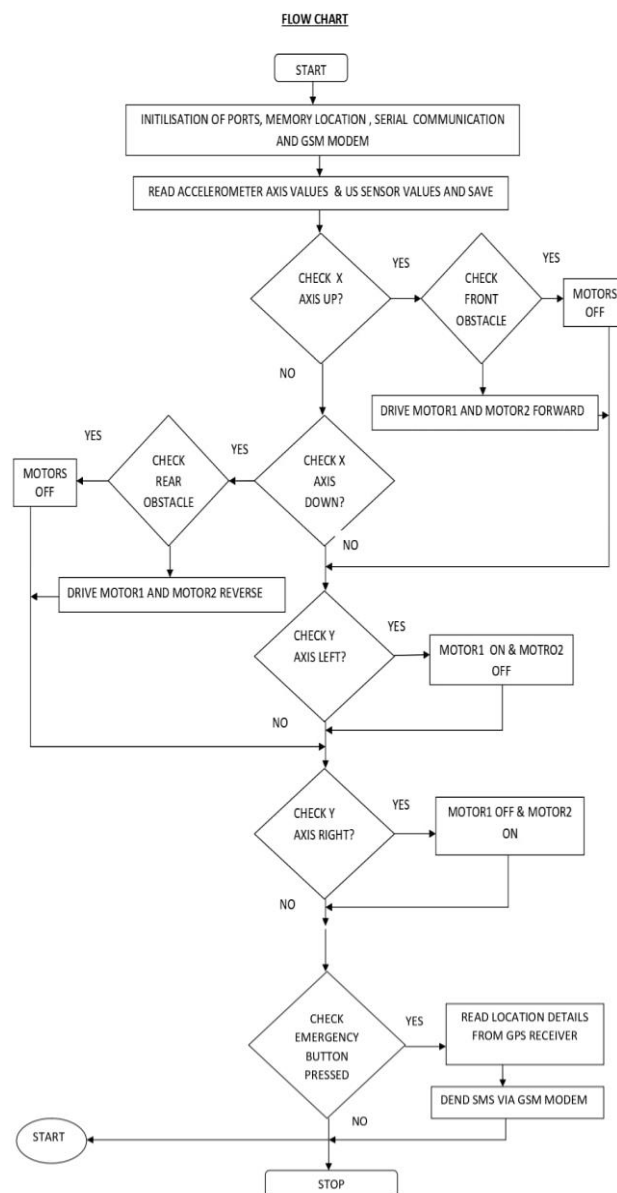 FLOW CHART
START
INITILISATION OF PORTS, MEMORY LOCATION , SERIAL COMMUNICATION
AND GSM MODEM
READ ACCELEROMETER AXIS VALUES & US SENSOR VALUES AND SAVE
CHECK X
AXIS UP?
YES
CHECK
FRONT
OBSTACLE
YES
MOTORS
OFF
NO
DRIVE MOTOR1 AND MOTOR2 FORWARD
CHECK X
AXIS
DOWN?
YES
CHECK
REAR
OBSTACLE
YES
MOTORS
OFF
NO
DRIVE MOTOR1 AND MOTOR2 REVERSE
CHECK Y
AXIS LEFT?
YES
MOTOR1 ON & MOTRO2
OFF
NO
CHECK Y
AXIS RIGHT?
YES
MOTOR1 OFF & MOTOR2
ON
NO
CHECK
EMERGENCY
BUTTON
PRESSED
YES
READ LOCATION DETAILS
FROM GPS RECEIVER
DEND SMS VIA GSM MODEM
NO
START
STOP